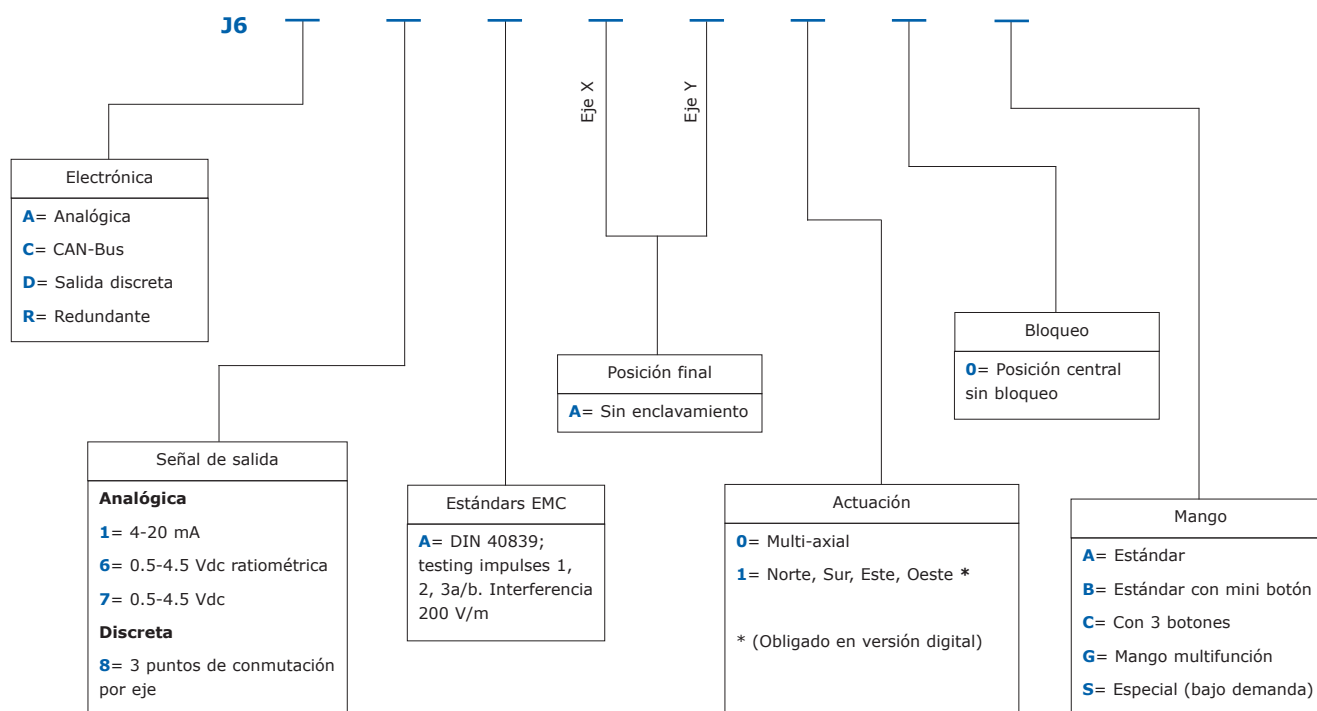 J6
Eje X
Eje Y
Electrónica
A= Analógica
C= CAN-Bus
D= Salida discreta
R= Redundante
Señal de salida
Analógica
1= 4-20 mA
6= 0.5-4.5 Vdc ratiométrica
7= 0.5-4.5 Vdc
Discreta
8= 3 puntos de conmutación
por eje
Estándars EMC
A= DIN 40839;
testing impulses 1,
2, 3a/b. Interferencia
200 V/m
Posición final
A= Sin enclavamiento
Actuación
0= Multi-axial
1= Norte, Sur, Este, Oeste *
* (Obligado en versión digital)
Bloqueo
0= Posición central
sin bloqueo
Mango
A= Estándar
B= Estándar con mini botón
C= Con 3 botones
G= Mango multifunción
S= Especial (bajo demanda)